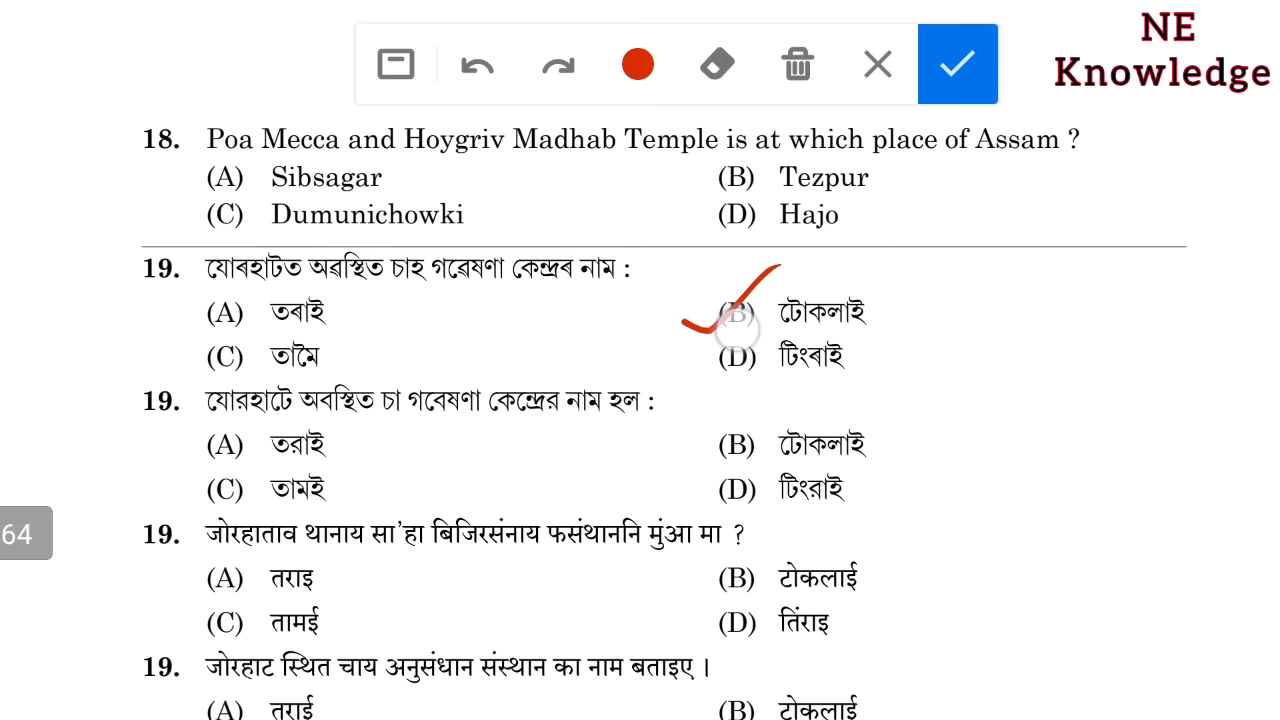 NE
Knowledge
18. Poa Mecca and Hoygriv Madhab Temple is at which place of Assam ?
(A) Sibsagar (B) Tezpur
(C) Dumunichowki (D) Hajo
19. যোৰহাটত অৱস্থিত চাহ গৱেষণা কেন্দ্ৰৰ নাম :
(A) তৰাই (B) টোকলাই
(C) তামৈ (D) টিংৰাই
19. যোরহাটে অবস্থিত চা গবেষণা কেন্দ্রের নাম হল :
(A) তরাই (B) টোকলাই
(C) তামই (D) টিংরাই
64
19. जोरहाताव थानाय सा’हा बिजिरसंनाय फसंथाननि मुंआ मा ?
(A) तराइ (B) टोकलाई
(C) तामई (D) तिंराइ
19. जोरहाट स्थित चाय अनुसंधान संस्थान का नाम बताइए ।
(A) तराई (B) टोकलाई